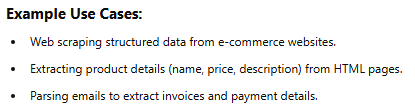 Example Use Cases:
• Web scraping structured data from e-commerce websites.
• Extracting product details (name, price, description) from HTML pages.
• Parsing emails to extract invoices and payment details.